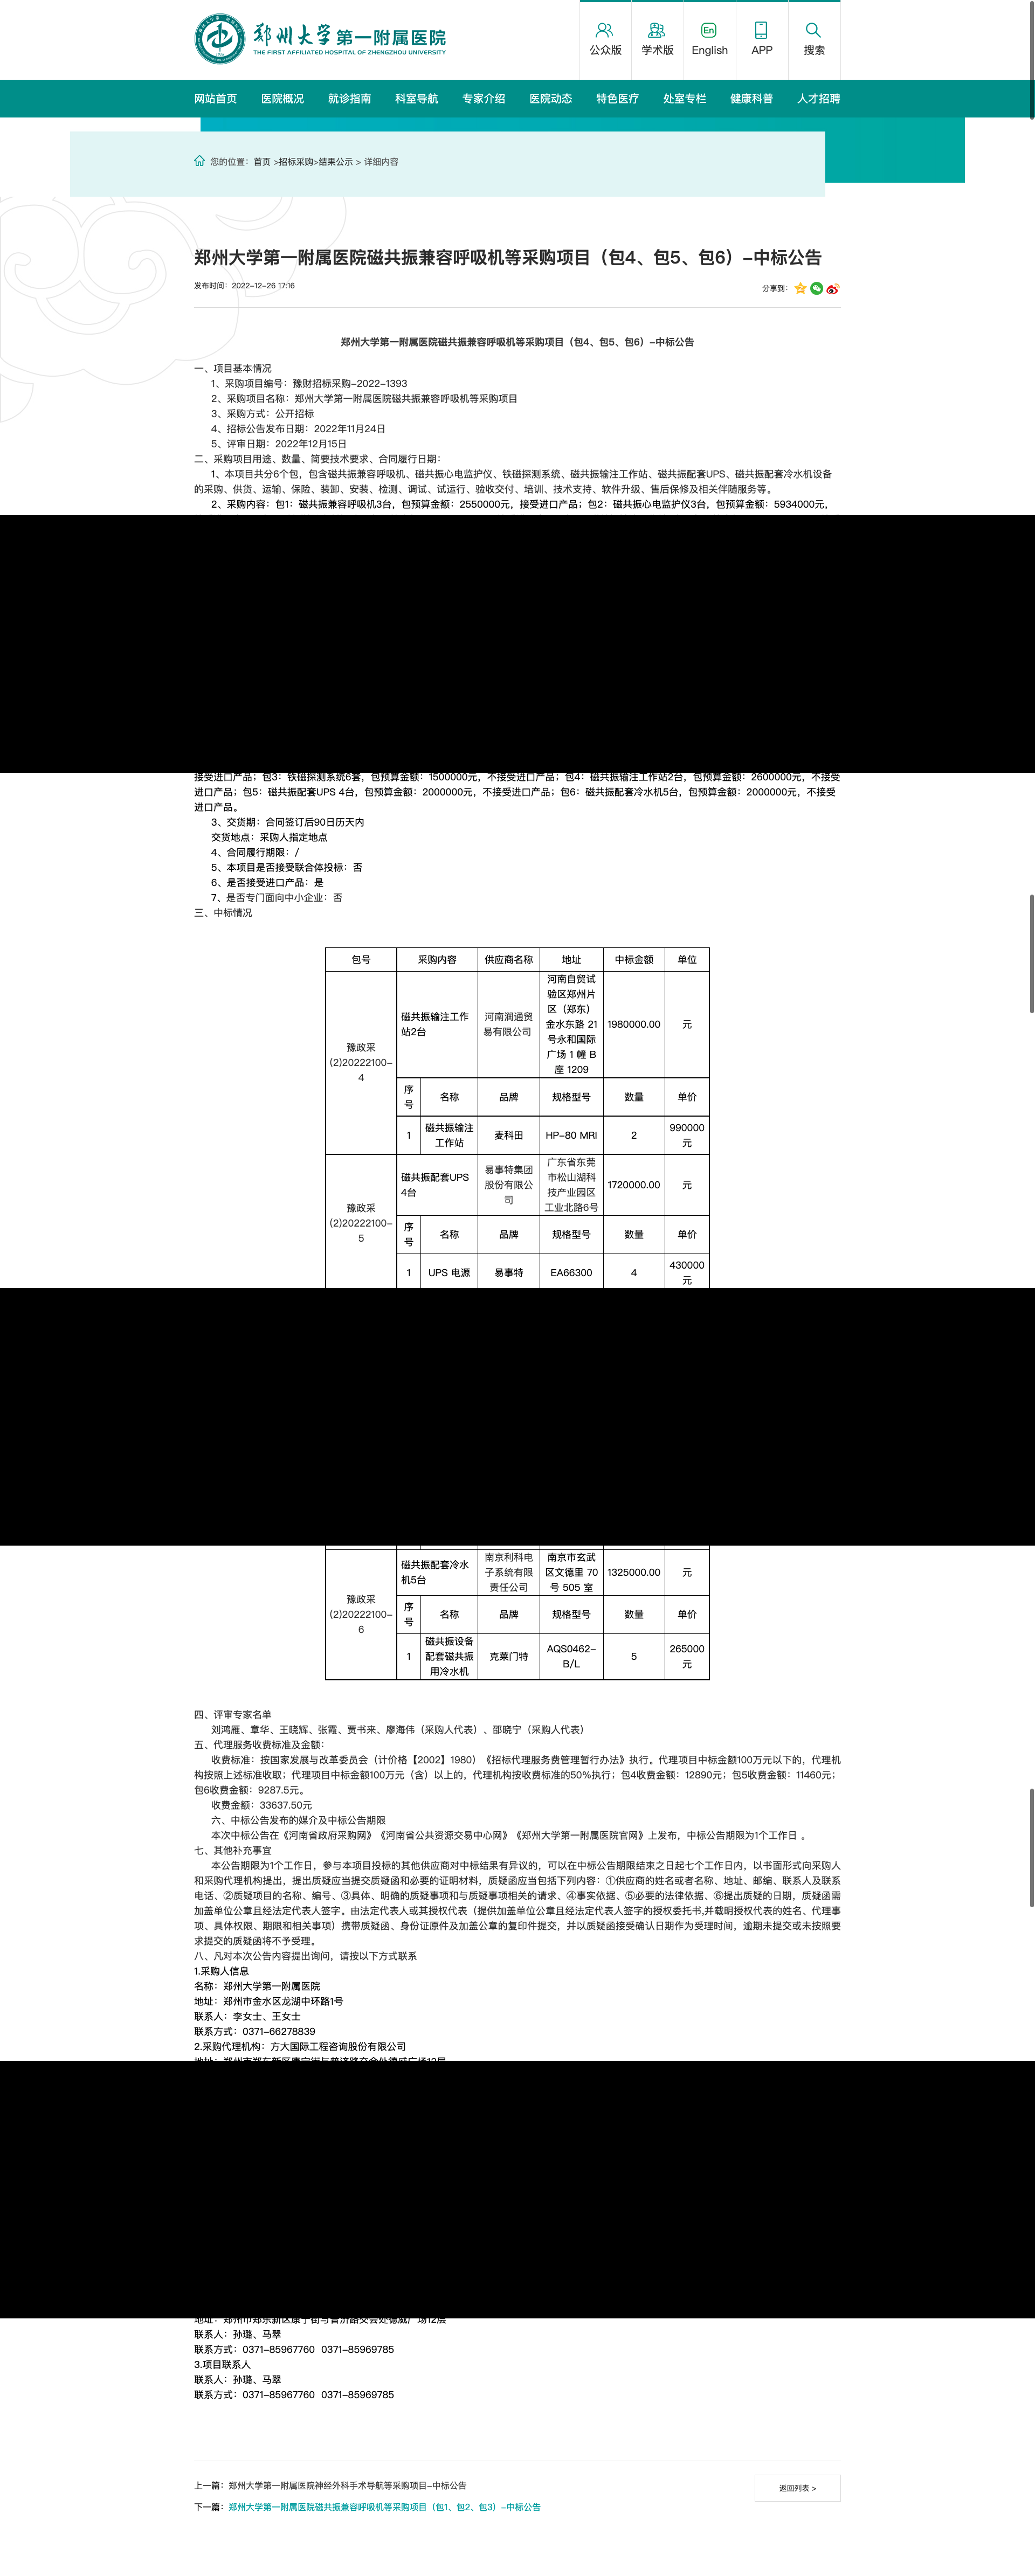 郑州大学第一附属医院
THE FIRST AFFILIATED HOSPITAL OF ZHENGZHOU UNIVERSITY
公众版
学术版
En
English
APP
搜索
网站首页 医院概况 就诊指南 科室导航 专家介绍 医院动态 特色医疗 处室专栏 健康科普 人才招聘
您的位置：首页 >招标采购>结果公示 > 详细内容
郑州大学第一附属医院磁共振兼容呼吸机等采购项目（包4、包5、包6）-中标公告
发布时间：2022-12-26 17:16
分享到：
郑州大学第一附属医院磁共振兼容呼吸机等采购项目（包4、包5、包6）-中标公告
一、项目基本情况
1、采购项目编号：豫财招标采购-2022-1393
2、采购项目名称：郑州大学第一附属医院磁共振兼容呼吸机等采购项目
3、采购方式：公开招标
4、招标公告发布日期：2022年11月24日
5、评审日期：2022年12月15日
二、采购项目用途、数量、简要技术要求、合同履行日期：
1、本项目共分6个包，包含磁共振兼容呼吸机、磁共振心电监护仪、铁磁探测系统、磁共振输注工作站、磁共振配套UPS、磁共振配套冷水机设备
的采购、供货、运输、保险、装卸、安装、检测、调试、试运行、验收交付、培训、技术支持、软件升级、售后保修及相关伴随服务等。
2、采购内容：包1：磁共振兼容呼吸机3台，包预算金额：2550000元，接受进口产品；包2：磁共振心电监护仪3台，包预算金额：5934000元，
接受进口产品；包3：铁磁探测系统6套，包预算金额：1500000元，不接受进口产品；包4：磁共振输注工作站2台，包预算金额：2600000元，不接受
进口产品；包5：磁共振配套UPS 4台，包预算金额：2000000元，不接受进口产品；包6：磁共振配套冷水机5台，包预算金额：2000000元，不接受
进口产品。
3、交货期：合同签订后90日历天内
交货地点：采购人指定地点
4、合同履行期限：/
5、本项目是否接受联合体投标：否
6、是否接受进口产品：是
7、是否专门面向中小企业：否
三、中标情况
包号 采购内容 供应商名称 地址 中标金额 单位
豫政采
(2)20222100-
4
磁共振输注工作
站2台
河南润通贸
易有限公司
河南自贸试
验区郑州片
区（郑东）
金水东路 21
号永和国际
广场 1 幢 B
座 1209
1980000.00
元
序
号
名称 品牌 规格型号 数量 单价
1
磁共振输注
工作站
麦科田
HP-80 MRI
2
990000
元
豫政采
(2)20222100-
5
磁共振配套UPS
4台
易事特集团
股份有限公
司
广东省东莞
市松山湖科
技产业园区
工业北路6号
1720000.00
元
序
号
名称 品牌 规格型号 数量 单价
1
UPS 电源
易事特
EA66300
4
430000
元
豫政采
(2)20222100-
6
磁共振配套冷水
机5台
南京利科电
子系统有限
责任公司
南京市玄武
区文德里 70
号 505 室
1325000.00
元
序
号
名称 品牌 规格型号 数量 单价
1
磁共振设备
配套磁共振
用冷水机
克莱门特
AQS0462-
B/L
5
265000
元
四、评审专家名单
刘鸿雁、章华、王晓辉、张霞、贾书来、廖海伟（采购人代表）、邵晓宁（采购人代表）
五、代理服务收费标准及金额：
收费标准：按国家发展与改革委员会（计价格【2002】1980）《招标代理服务费管理暂行办法》执行。代理项目中标金额100万元以下的，代理机
构按照上述标准收取；代理项目中标金额100万元（含）以上的，代理机构按收费标准的50%执行；包4收费金额：12890元；包5收费金额：11460元；
包6收费金额：9287.5元。
收费金额：33637.50元
六、中标公告发布的媒介及中标公告期限
本次中标公告在《河南省政府采购网》《河南省公共资源交易中心网》《郑州大学第一附属医院官网》上发布，中标公告期限为1个工作日 。
七、其他补充事宜
本公告期限为1个工作日，参与本项目投标的其他供应商对中标结果有异议的，可以在中标公告期限结束之日起七个工作日内，以书面形式向采购人
和采购代理机构提出，提出质疑应当提交质疑函和必要的证明材料，质疑函应当包括下列内容：①供应商的姓名或者名称、地址、邮编、联系人及联系
电话、②质疑项目的名称、编号、③具体、明确的质疑事项和与质疑事项相关的请求、④事实依据、⑤必要的法律依据、⑥提出质疑的日期，质疑函需
加盖单位公章且经法定代表人签字。由法定代表人或其授权代表（提供加盖单位公章且经法定代表人签字的授权委托书,并载明授权代表的姓名、代理事
项、具体权限、期限和相关事项）携带质疑函、身份证原件及加盖公章的复印件提交，并以质疑函接受确认日期作为受理时间，逾期未提交或未按照要
求提交的质疑函将不予受理。
八、凡对本次公告内容提出询问，请按以下方式联系
1.采购人信息
名称：郑州大学第一附属医院
地址：郑州市金水区龙湖中环路1号
联系人：李女士、王女士
联系方式：0371-66278839
2.采购代理机构：方大国际工程咨询股份有限公司
地址：郑州市郑东新区康宁街与普济路交会处德威广场12层
联系人：孙璐、马翠
联系方式：0371-85967760 0371-85969785
3.项目联系人
联系人：孙璐、马翠
联系方式：0371-85967760 0371-85969785
上一篇：郑州大学第一附属医院神经外科手术导航等采购项目-中标公告
返回列表 >
下一篇：郑州大学第一附属医院磁共振兼容呼吸机等采购项目（包1、包2、包3）-中标公告